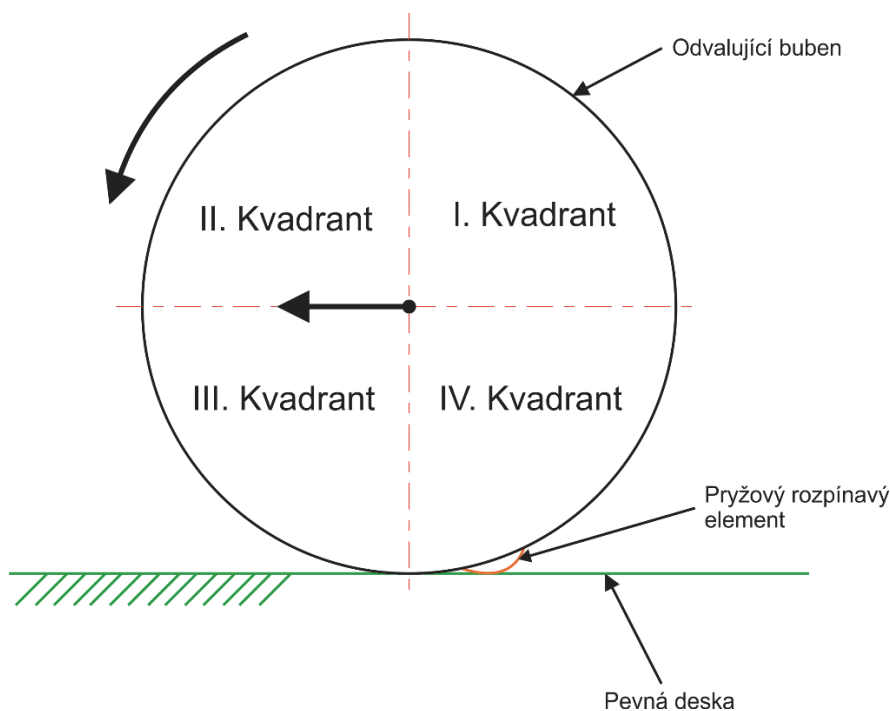 Odvalující buben
II. Kvadrant
I. Kvadrant
III. Kvadrant
IV. Kvadrant
Pryžový rozpínavý
element
Pevná deska